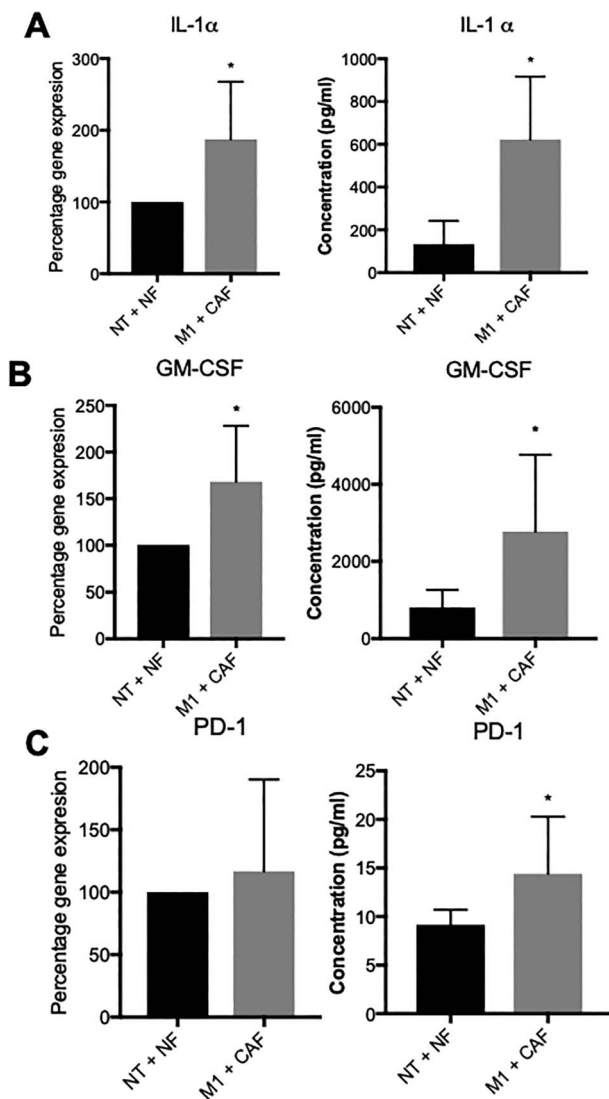 A
IL-1α
Percentage gene expresion
300
200
100
0
*
NT + NF
M1 + CAF
IL-1 α
Concentration (pg/ml)
1000
800
600
400
200
0
*
NT + NF
M1 + CAF
B
GM-CSF
Percentage gene expresion
250
200
150
100
50
0
*
NT + NF
M1 + CAF
GM-CSF
Concentration (pg/ml)
6000
4000
2000
0
*
NT + NF
M1 + CAF
C
PD-1
Percentage gene expresion
200
150
100
50
0
NT + NF
M1 + CAF
PD-1
Concentration (pg/ml)
25
20
15
10
5
0
*
NT + NF
M1 + CAF